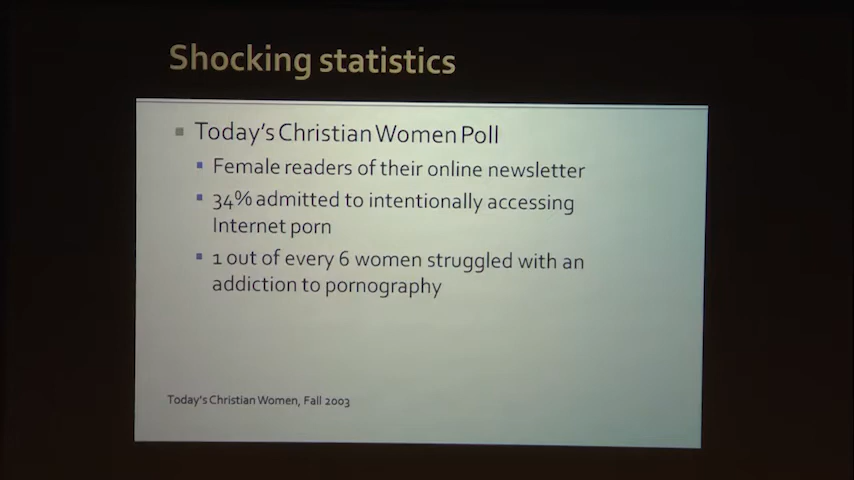 Shocking statistics
Today's Christian Women Poll
Female readers of their online newsletter
34% admitted to intentionally accessing
Internet porn
1 out of every 6 women struggled with an
addiction to pornography
Today's Christian Women, Fall 2003